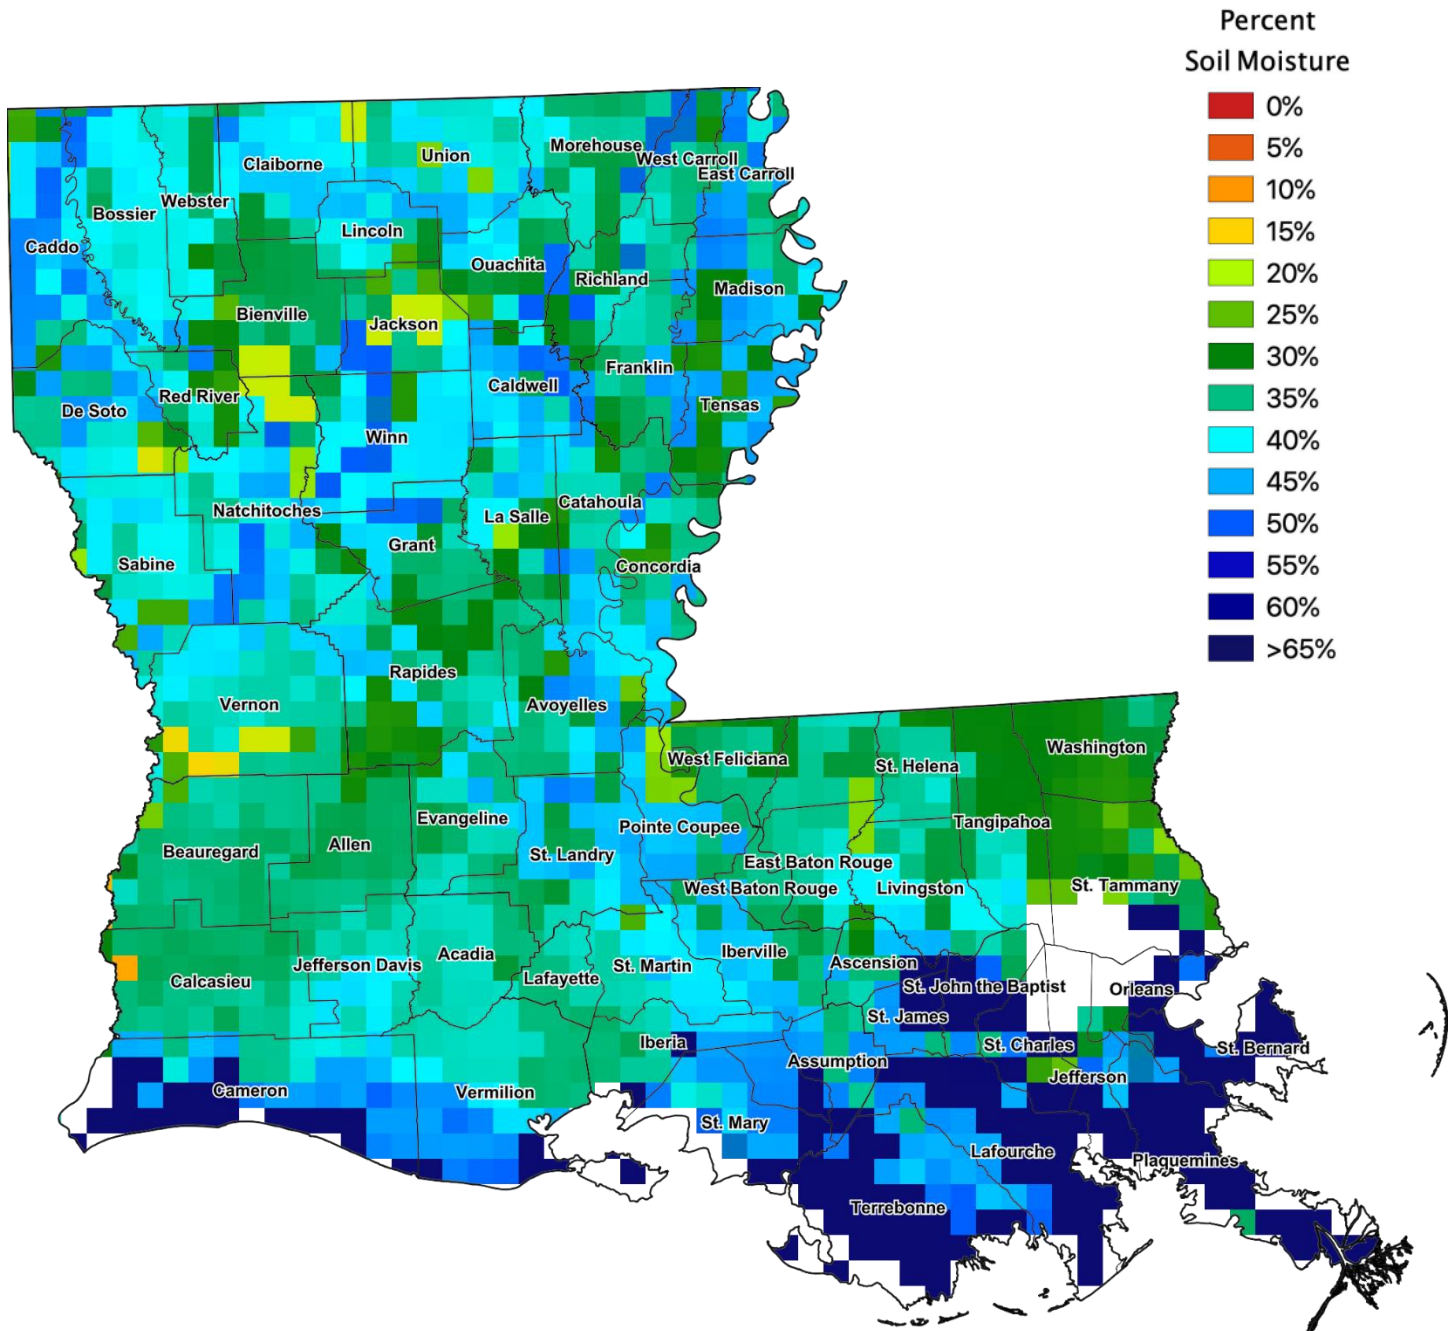 Percent
Soil Moisture
0%
5%
10%
15%
20%
25%
30%
35%
40%
45%
50%
55%
60%
>65%
Morehouse
Union
West Carroll
Claiborne
East Carroll
Webster
Bossier
Lincoln
Caddo
Ouachita
Richland
Madison
Bienville
Jackson
Franklin
Caldwell
Red River
Tensas
De Soto
Winn
Catahoula
Natchitoches
La Salle
Grant
Sabine
Concordia
Rapides
Vernon
Avoyelles
Washington
West Feliciana
St. Helena
Evangeline
Tangipahoa
Pointe Coupee
Allen
Beauregard
St. Landry
East Baton Rouge
St. Tammany
West Baton Rouge
Livingston
Iberville
Acadia
Ascension
Jefferson Davis
St. Martin
Lafayette
Calcasieu
St. John the Baptist
Orleans
St. James
Iberia
St. Charles
St. Bernard
Assumption
Jefferson
Cameron
Vermilion
St. Mary
Lafourche
Plaquemines
Terrebonne